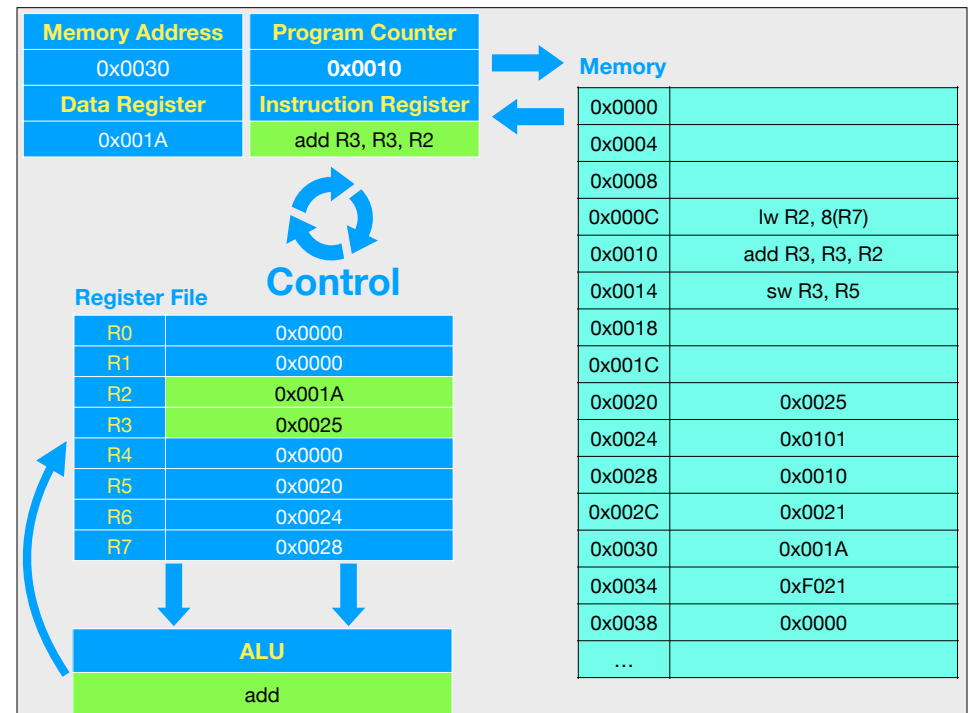 Memory Address Program Counter
0x0030 0x0010
Data Register Instruction Register
0x001A add R3, R3, R2
Control
Register File
R0 0x0000
R1 0x0000
R2 0x001A
R3 0x0025
R4 0x0000
R5 0x0020
R6 0x0024
R7 0x0028
ALU
add
Memory
0x0000
0x0004
0x0008
0x000C lw R2, 8(R7)
0x0010 add R3, R3, R2
0x0014 sw R3, R5
0x0018
0x001C
0x0020 0x0025
0x0024 0x0101
0x0028 0x0010
0x002C 0x0021
0x0030 0x001A
0x0034 0xF021
0x0038 0x0000
…